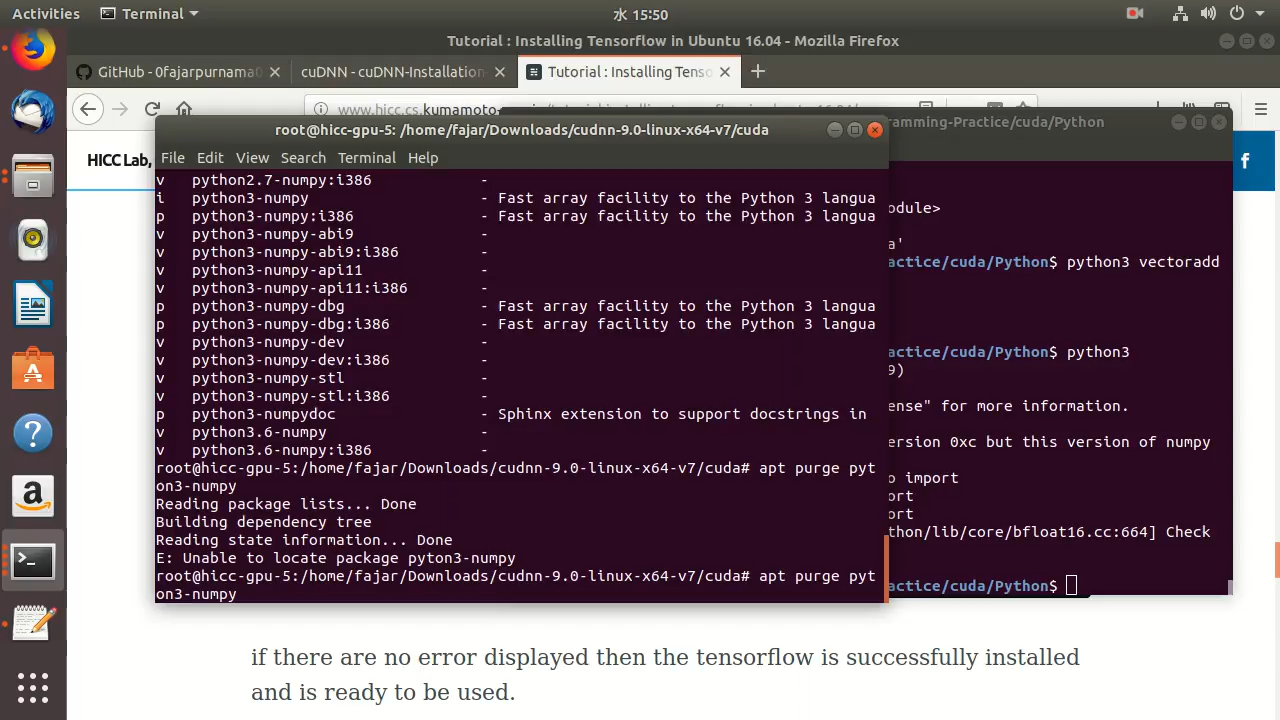 Activities
Terminal
水 15:50
Tutorial : Installing Tensorflow in Ubuntu 16.04 - Mozilla Firefox
GitHub - 0fajarpurnama0
cuDNN - cuDNN-Installation-
Tutorial : Installing Tenso
www.hicc.cs.kumamoto-
root@hicc-gpu-5: /home/fajar/Downloads/cudnn-9.0-linux-x64-v7/cuda
ramming-Practice/cuda/Python
HICC Lab,
File Edit View Search Terminal Help
v python2.7-numpy:i386 -
i python3-numpy - Fast array facility to the Python 3 langua
p python3-numpy:i386 - Fast array facility to the Python 3 langua
v python3-numpy-abi9 -
v python3-numpy-abi9:i386 -
v python3-numpy-api11 -
v python3-numpy-api11:i386 -
p python3-numpy-dbg - Fast array facility to the Python 3 langua
p python3-numpy-dbg:i386 - Fast array facility to the Python 3 langua
v python3-numpy-dev -
v python3-numpy-dev:i386 -
v python3-numpy-stl -
v python3-numpy-stl:i386 -
p python3-numpydoc - Sphinx extension to support docstrings in
v python3.6-numpy -
v python3.6-numpy:i386 -
root@hicc-gpu-5:/home/fajar/Downloads/cudnn-9.0-linux-x64-v7/cuda# apt purge pyt
on3-numpy
Reading package lists... Done
Building dependency tree
Reading state information... Done
E: Unable to locate package pyton3-numpy
root@hicc-gpu-5:/home/fajar/Downloads/cudnn-9.0-linux-x64-v7/cuda# apt purge pyt
on3-numpy
odule>
a'
actice/cuda/Python$ python3 vectoradd
actice/cuda/Python$ python3
9)
ense" for more information.
ersion 0xc but this version of numpy
o import
ort
ort
thon/lib/core/bfloat16.cc:664] Check
actice/cuda/Python$
if there are no error displayed then the tensorflow is successfully installed
and is ready to be used.